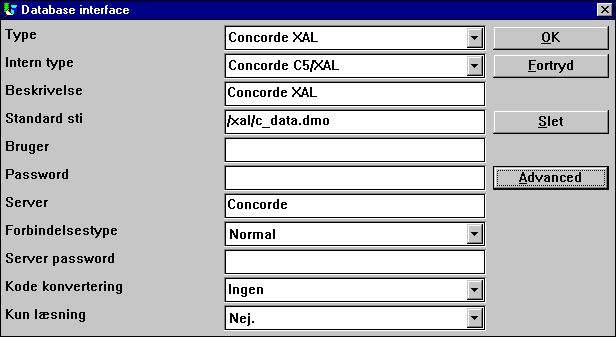 Database interface
Type Concorde XAL OK
Intern type Concorde C5/XAL Fortryd
Beskrivelse Concorde XAL
Standard sti /xal/c_data.dmo Slet
Bruger
Password Advanced
Server Concorde
Forbindelsestype Normal
Server password
Kode konvertering Ingen
Kun læsning Nej.